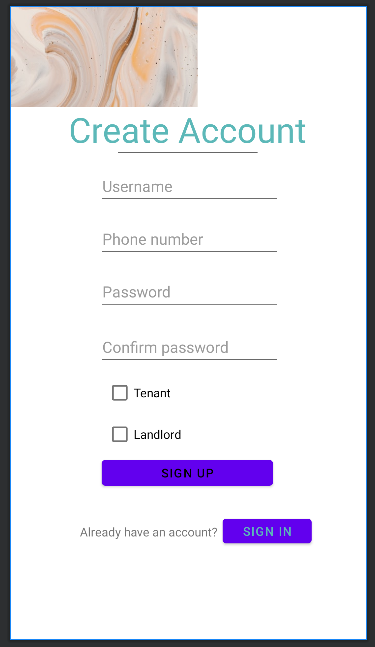 Create Account
Username
Phone number
Password
Confirm password
Tenant
Landlord
SIGN UP
Already have an account? SIGN IN